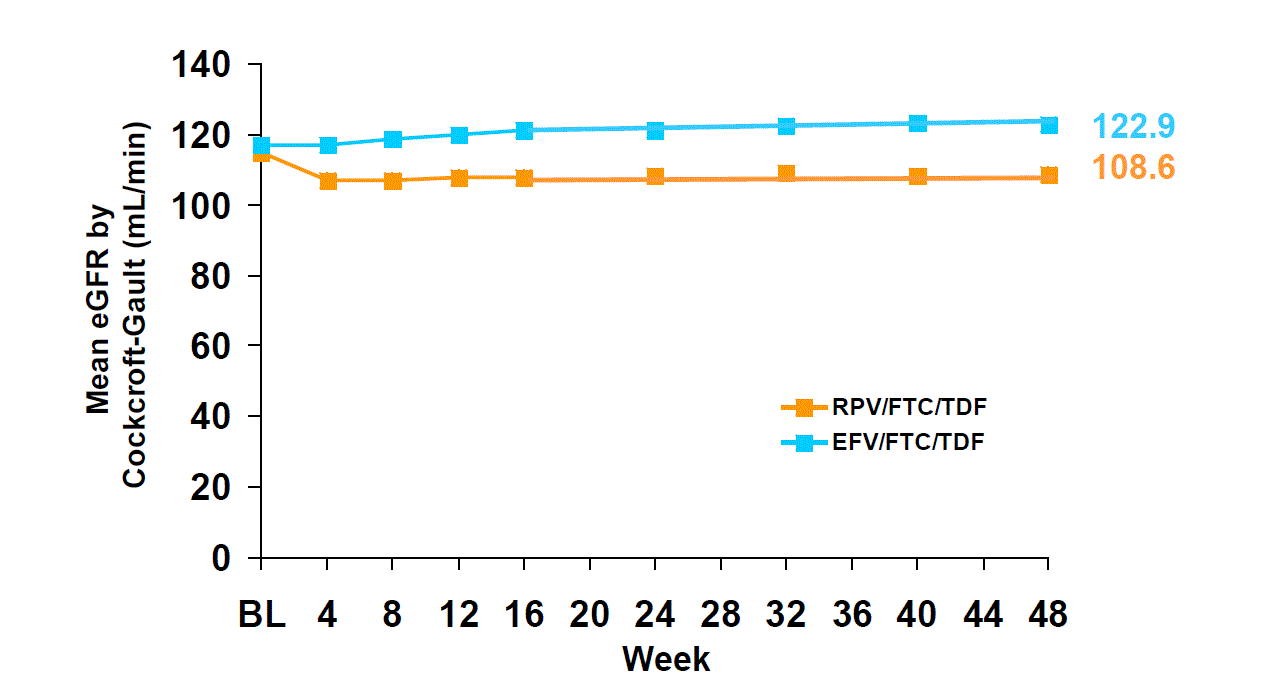 140
120
100
80
60
40
20
0
Mean eGFR by
Cockcroft-Gault (mL/min)
122.9
108.6
RPV/FTC/TDF
EFV/FTC/TDF
BL 4 8 12 16 20 24 28 32 36 40 44 48
Week